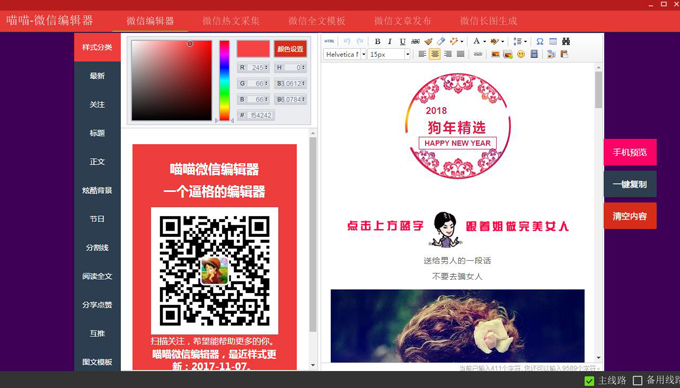 喵喵-微信编辑器
微信编辑器
微信热文采集
微信全文模板
微信文章发布
微信长图生成
样式分类
最新
关注
标题
正文
炫酷背景
节日
分割线
阅读全文
分享点赞
互推
图文模板
颜色设置
R 245
H 0
G 66
B 66
# f54242
喵喵微信编辑器
一个逼格的编辑器
扫描关注，希望能帮助更多的你。
喵喵微信编辑器，最近样式更
新：2017-11-07。
HTML
B I U ABC
Helvetica N
15px
2018
狗年精选
HAPPY NEW YEAR
点击上方蓝字
跟着姐做完美女人
送给男人的一段话
不要去骗女人
当前已输入411个字符, 您还可以输入9589个字符。
手机预览
一键复制
清空内容
主线路
备用线路